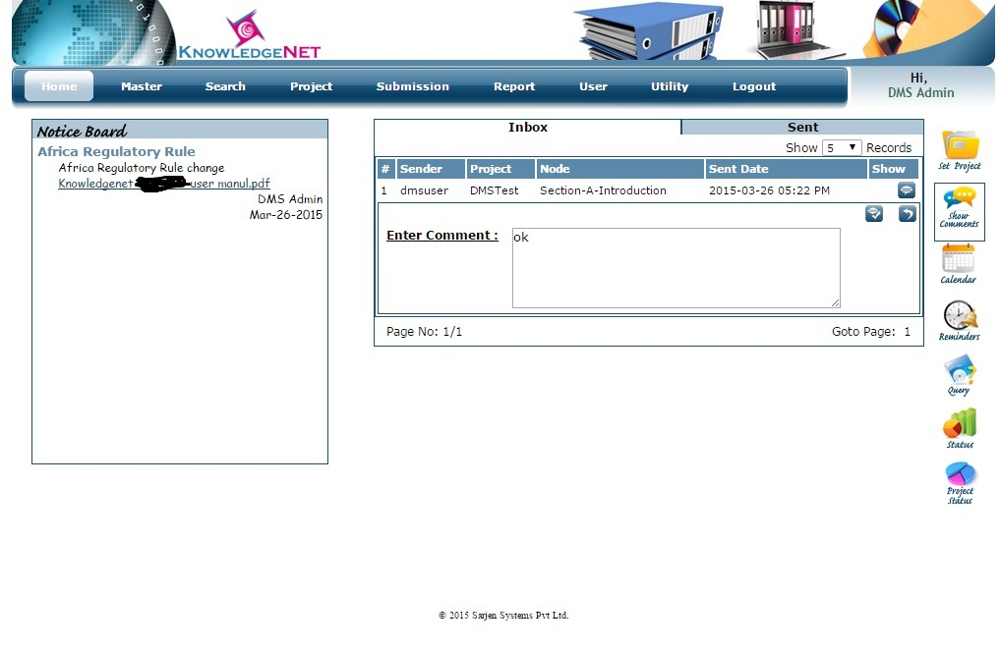 KNOWLEDGENET
Home Master Search Project Submission Report User Utility Logout
Hi,
DMS Admin
Notice Board
Africa Regulatory Rule
Africa Regulatory Rule change
Knowledgenet user manul.pdf
DMS Admin
Mar-26-2015
Inbox Sent
Show 5 Records
# Sender Project Node Sent Date Show
1 dmsuser DMSTest Section-A-Introduction 2015-03-26 05:22 PM
Enter Comment : ok
Page No: 1/1 Goto Page: 1
Set Project
Show
Comments
Calendar
Reminders
Query
Status
Project
Status
© 2015 Sarjen Systems Pvt Ltd.